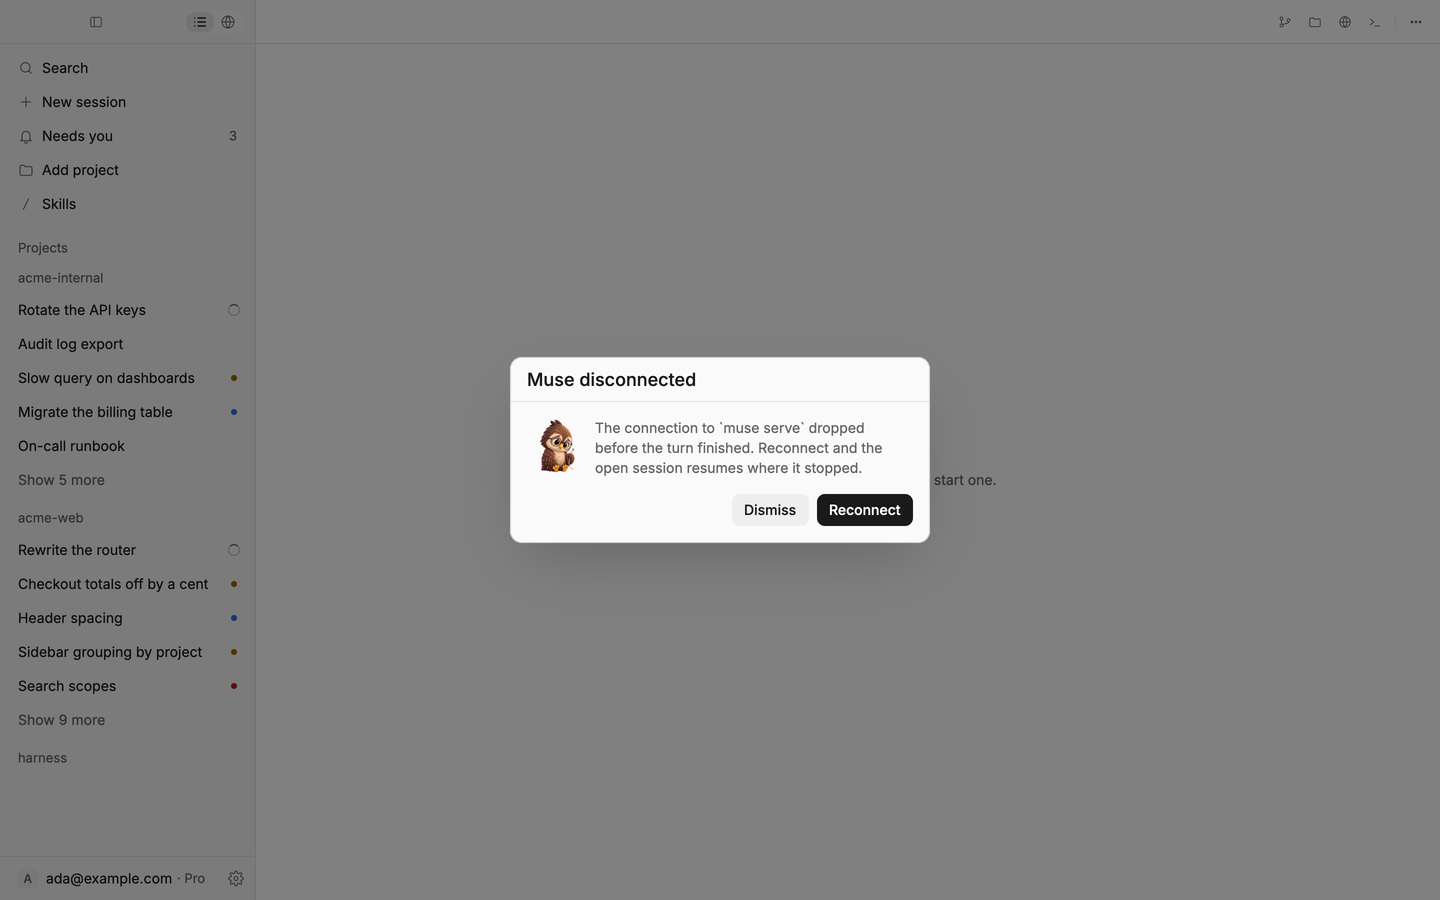 Search
New session
Needs you 3
Add project
Skills
Projects
acme-internal
Rotate the API keys
Audit log export
Slow query on dashboards
Migrate the billing table
On-call runbook
Show 5 more
acme-web
Rewrite the router
Checkout totals off by a cent
Header spacing
Sidebar grouping by project
Search scopes
Show 9 more
harness
A ada@example.com · Pro
start one.
Muse disconnected
The connection to `muse serve` dropped
before the turn finished. Reconnect and the
open session resumes where it stopped.
Dismiss Reconnect